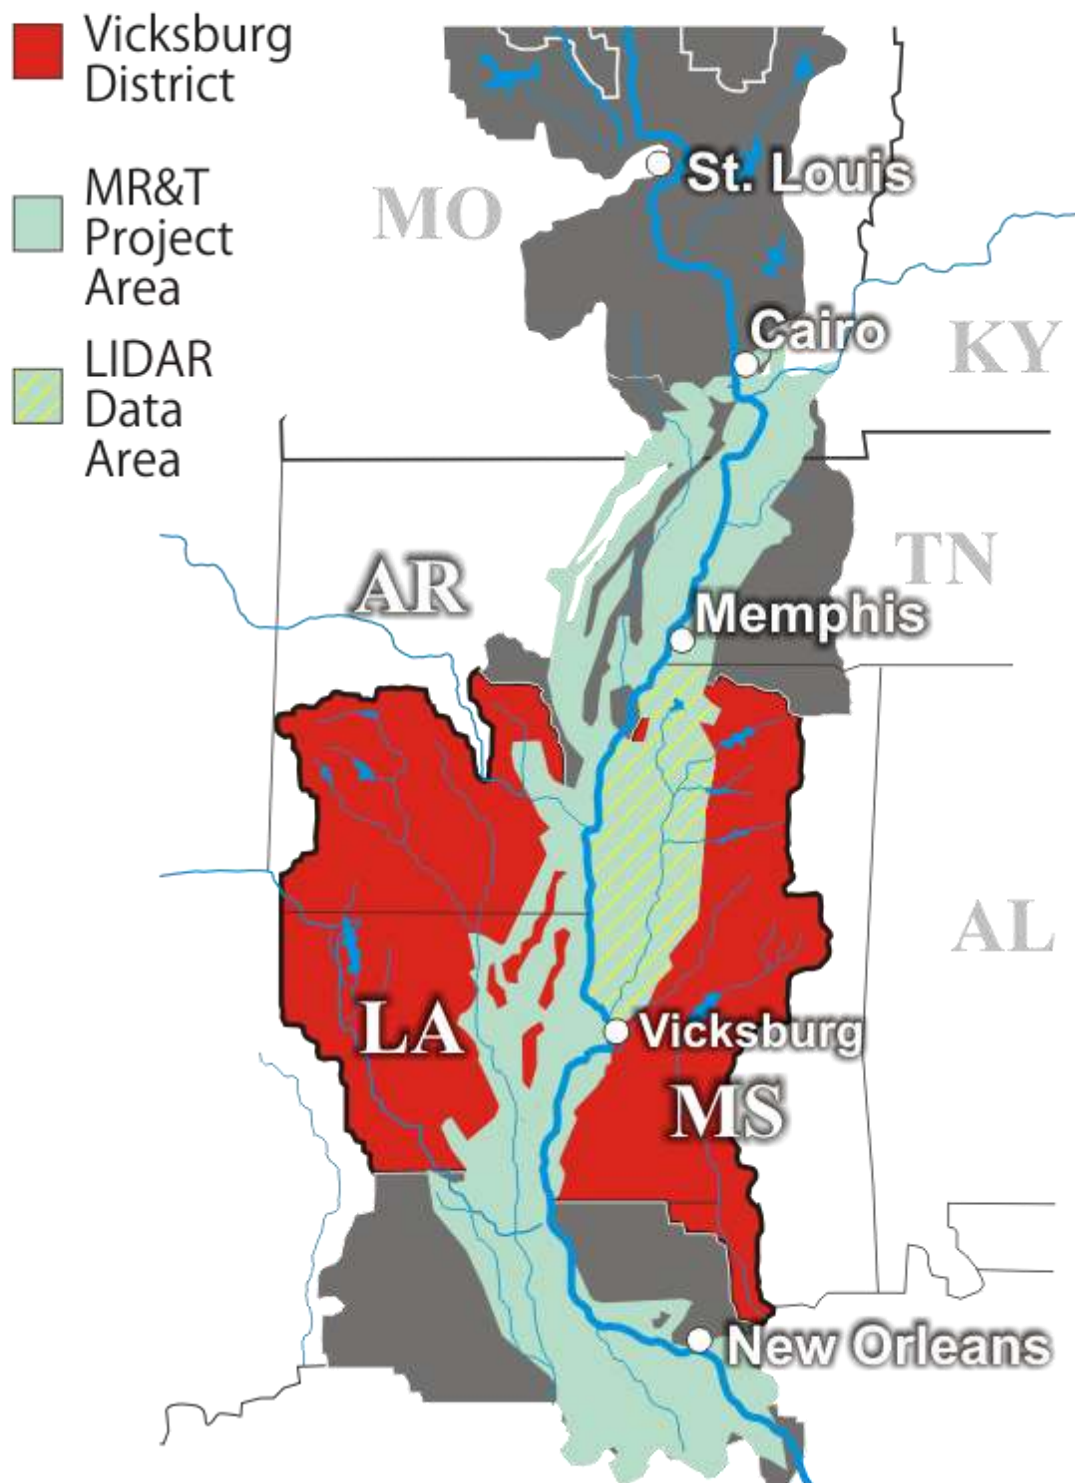 Vicksburg
District
MR&T
Project
Area
LIDAR
Data
Area
St. Louis
MO
Cairo
KY
TN
AR
Memphis
AL
LA
Vicksburg
MS
New Orleans